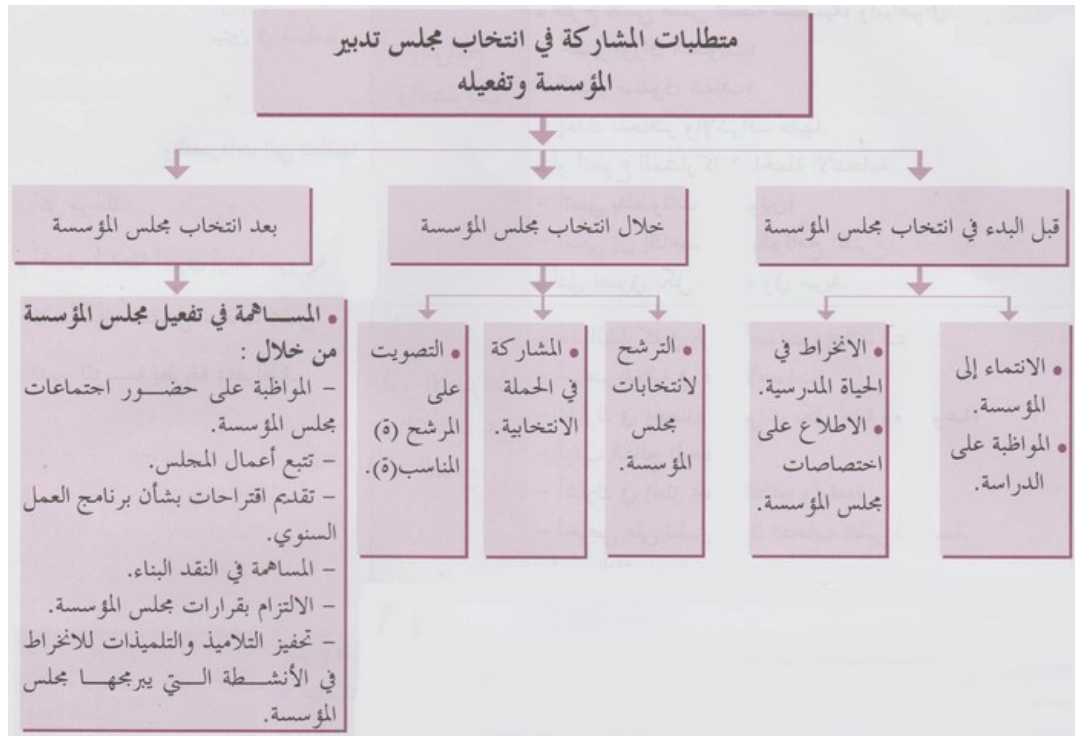 متطلبات المشاركة في انتخاب مجلس تدبير
المؤسسة وتفعيله
قبل البدء في انتخاب مجلس المؤسسة
خلال انتخاب مجلس المؤسسة
بعد انتخاب مجلس المؤسسة
• الانتماء إلى
المؤسسة.
• المواظبة على
الدراسة.
• الانخراط في
الحياة المدرسية.
• الاطلاع على
اختصاصات
مجلس المؤسسة.
• الترشح
لانتخابات
مجلس
المؤسسة.
• المشاركة
في الحملة
الانتخابية.
• التصويت
على
المرشح (ة)
المناسب(ة).
• المساهمة في تفعيل مجلس المؤسسة
من خلال :
– المواظبة على حضور اجتماعات
مجلس المؤسسة.
– تتبع أعمال المجلس.
– تقديم اقتراحات بشأن برنامج العمل
السنوي.
– المساهمة في النقد البناء.
– الالتزام بقرارات مجلس المؤسسة.
– تحفيز التلاميذ والتلميذات للانخراط
في الأنشطة التي يبرمجها مجلس
المؤسسة.